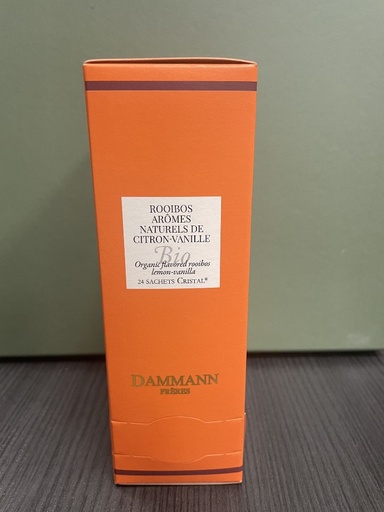 ROOIBOS
ARÔMES
NATURELS DE
CITRON-VANILLE
Bio
Organic flavored rooibos
lemon-vanilla
24 SACHETS CRISTAL®
DAMMANN
FRÈRES